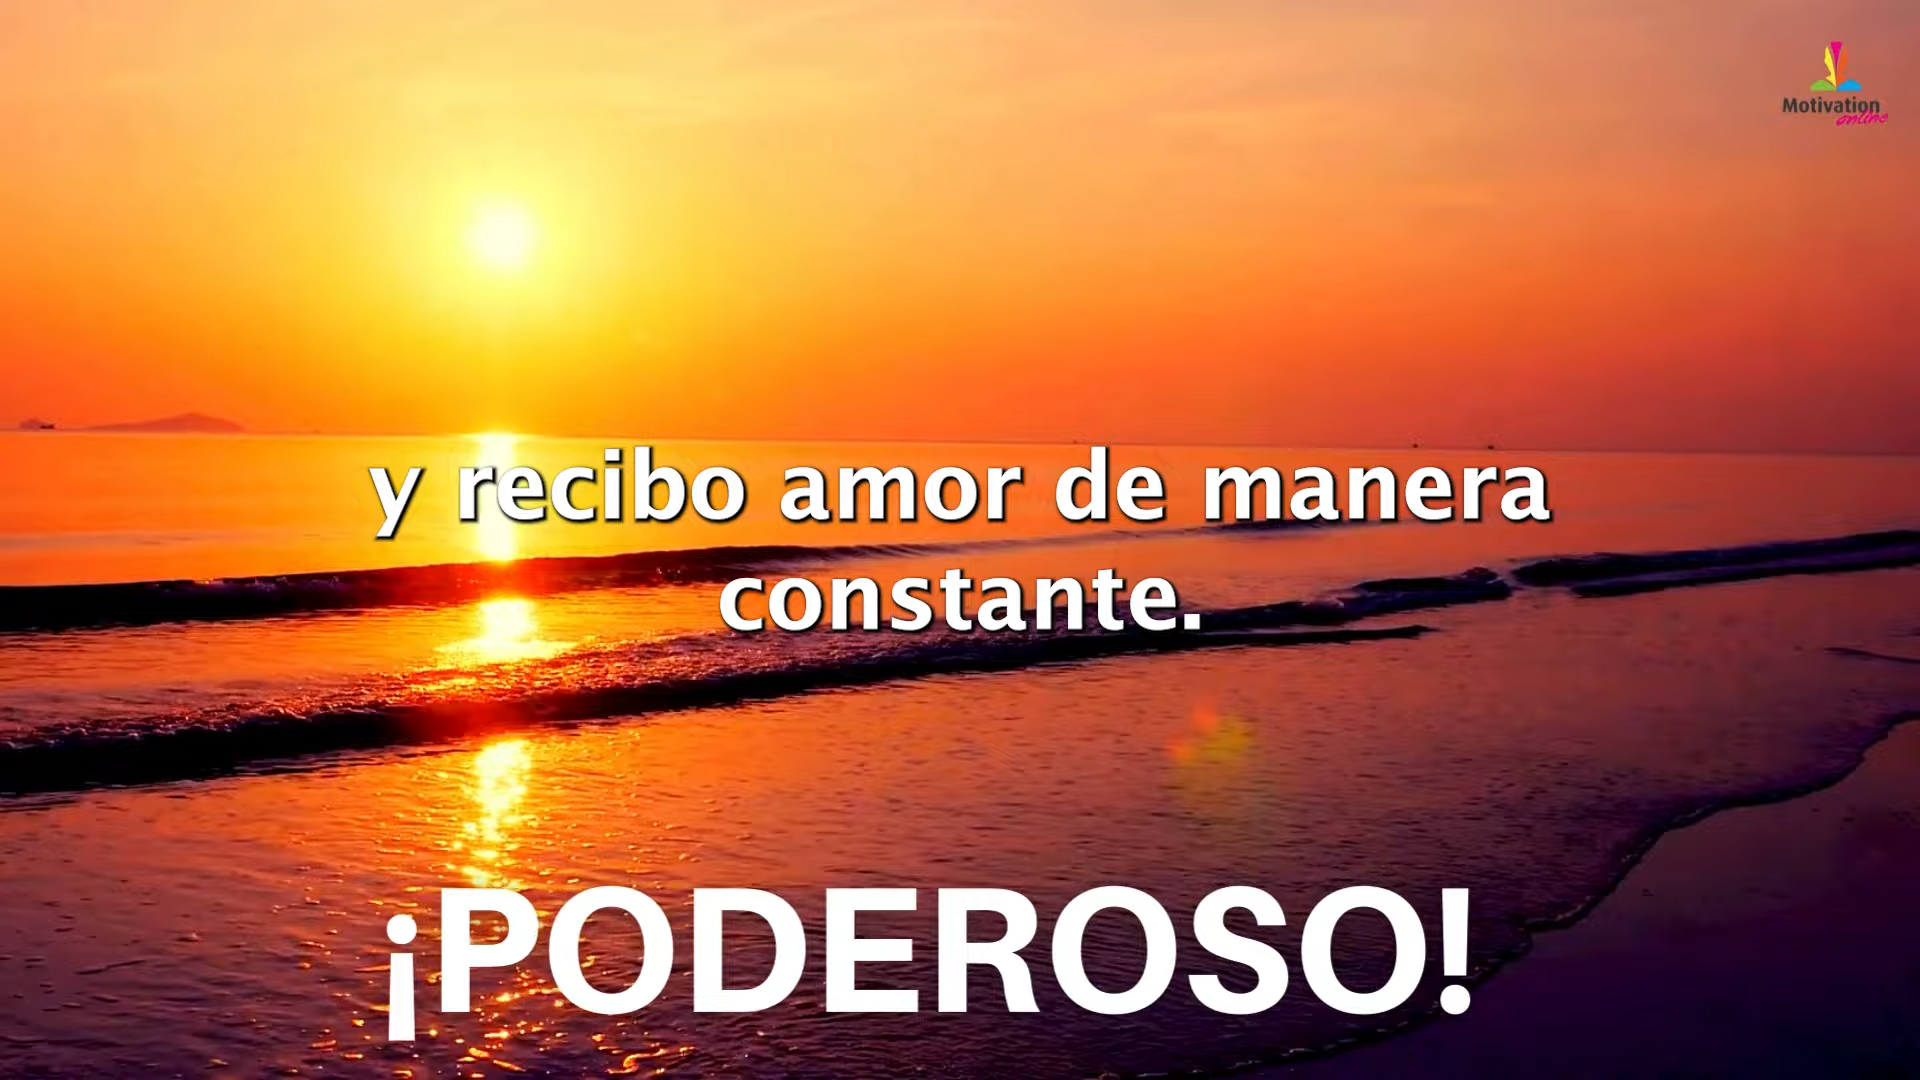 Motivation
online
y recibo amor de manera
constante.
¡PODEROSO!